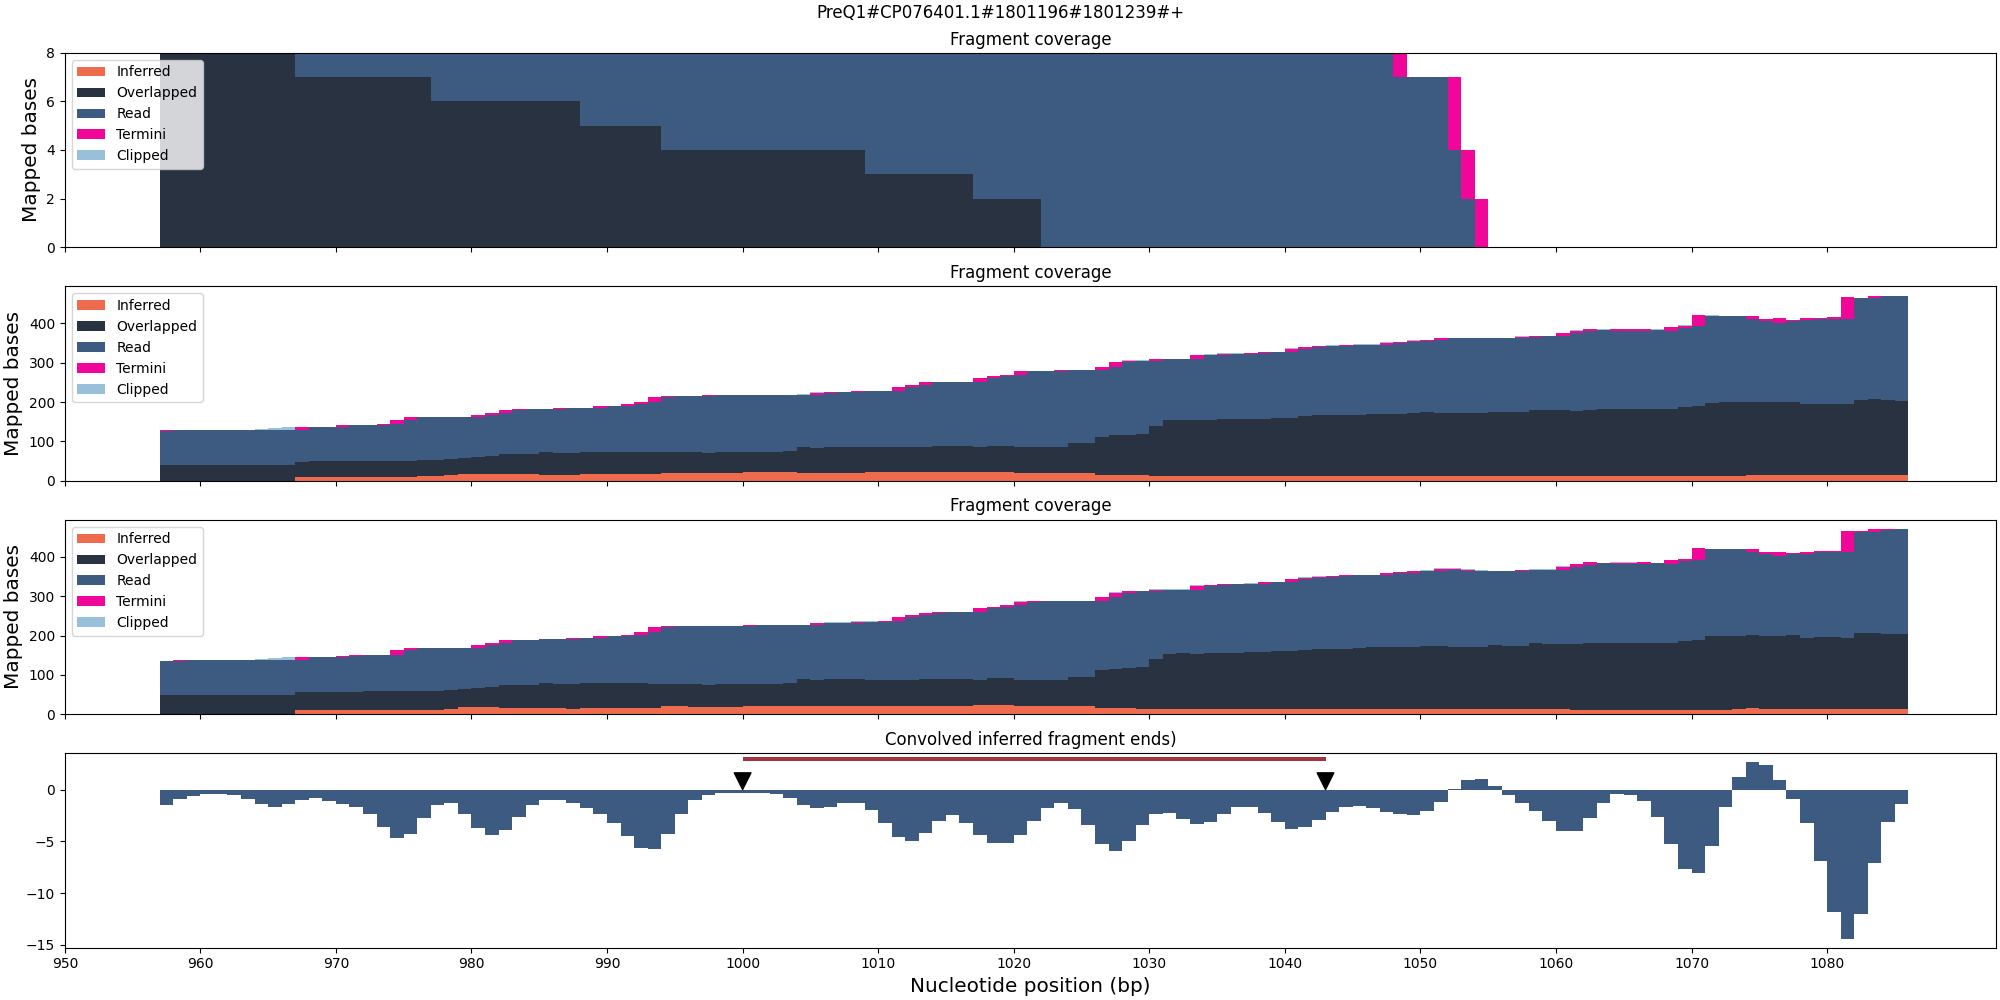 PreQ1#CP076401.1#1801196#1801239#+
Fragment coverage
Mapped bases
8
6
4
2
0
Inferred
Overlapped
Read
Termini
Clipped
Fragment coverage
Mapped bases
400
300
200
100
0
Inferred
Overlapped
Read
Termini
Clipped
Fragment coverage
Mapped bases
400
300
200
100
0
Inferred
Overlapped
Read
Termini
Clipped
Convolved inferred fragment ends)
0
−5
−10
−15
950 960 970 980 990 1000 1010 1020 1030 1040 1050 1060 1070 1080
Nucleotide position (bp)